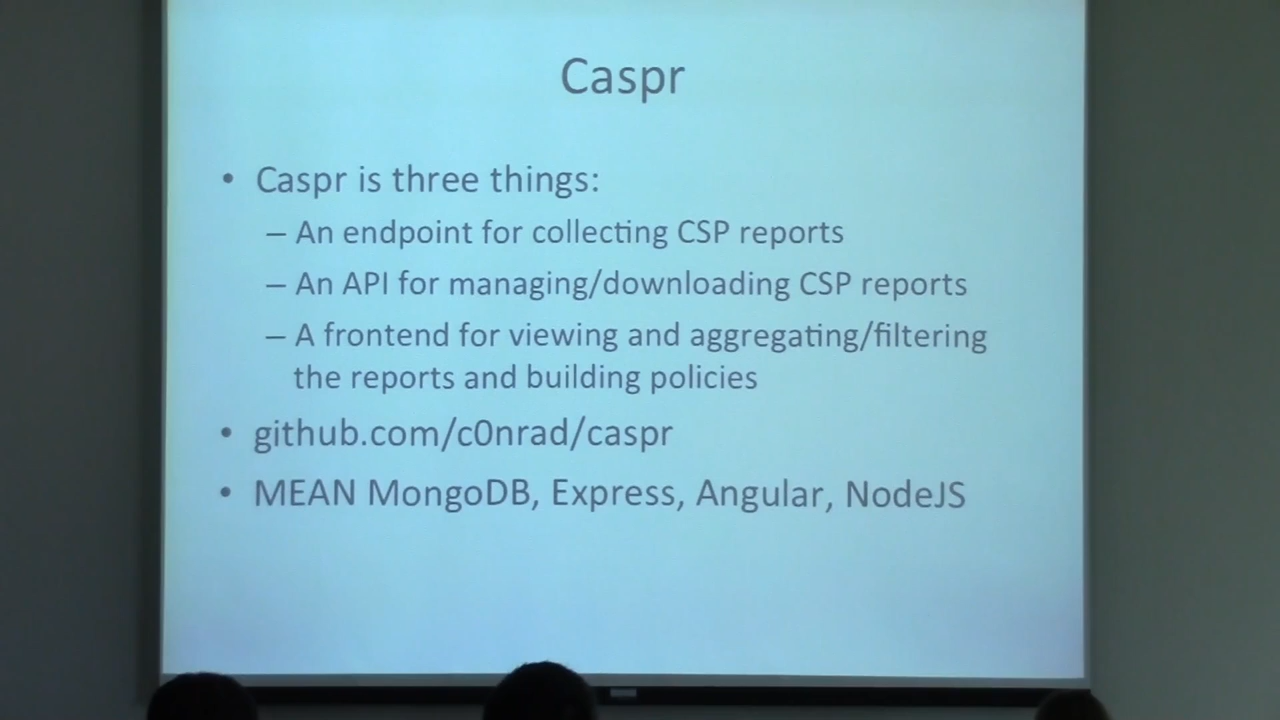 Caspr
• Caspr is three things:
– An endpoint for collecting CSP reports
– An API for managing/downloading CSP reports
– A frontend for viewing and aggregating/filtering
the reports and building policies
• github.com/c0nrad/caspr
• MEAN MongoDB, Express, Angular, NodeJS